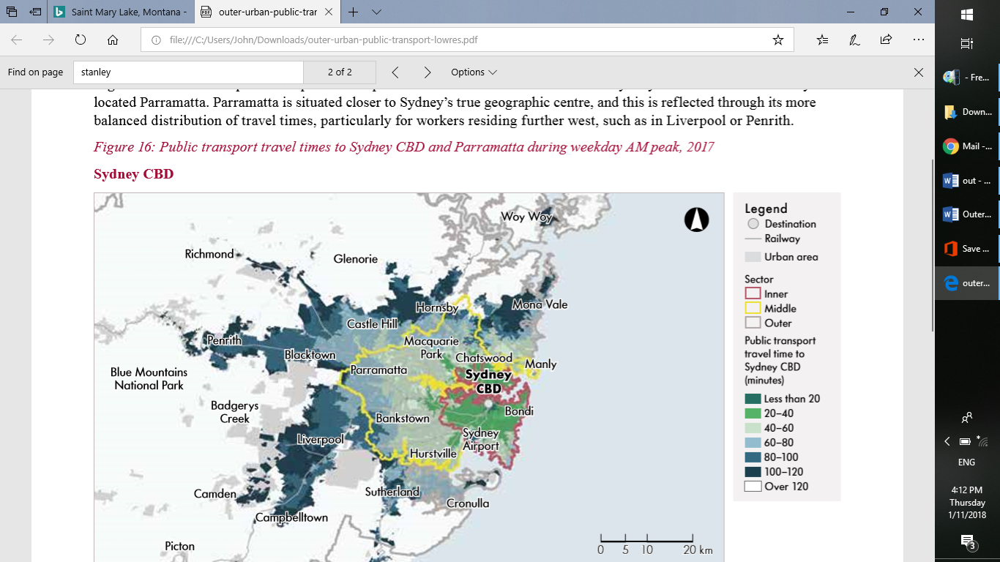 Saint Mary Lake, Montana -
PDF
outer-urban-public-trar
file:///C:/Users/John/Downloads/outer-urban-public-transport-lowres.pdf
Find on page
stanley
2 of 2
Options
located Parramatta. Parramatta is situated closer to Sydney's true geographic centre, and this is reflected through its more
balanced distribution of travel times, particularly for workers residing further west, such as in Liverpool or Penrith.
Figure 16: Public transport travel times to Sydney CBD and Parramatta during weekday AM peak, 2017
Sydney CBD
Woy Woy
Richmond
Glenorie
Hornsby
Mona Vale
Castle Hill
Penrith
Macquarie
Park
Blacktown
Chatswood
Manly
Parramatta
Blue Mountains
National Park
Sydney
CBD
Badgerys
Creek
Bondi
Bankstown
Liverpool
Sydney
Airport
Hurstville
Camden
Sutherland
Cronulla
Campbelltown
Picton
0 5 10 20 km
Legend
Destination
Railway
Urban area
Sector
Inner
Middle
Outer
Public transport
travel time to
Sydney CBD
(minutes)
Less than 20
20–40
40–60
60–80
80–100
100–120
Over 120
- Fre...
Down...
Mail -...
out - ...
Outer...
Save ...
outer...
ENG
4:12 PM
Thursday
1/11/2018
3